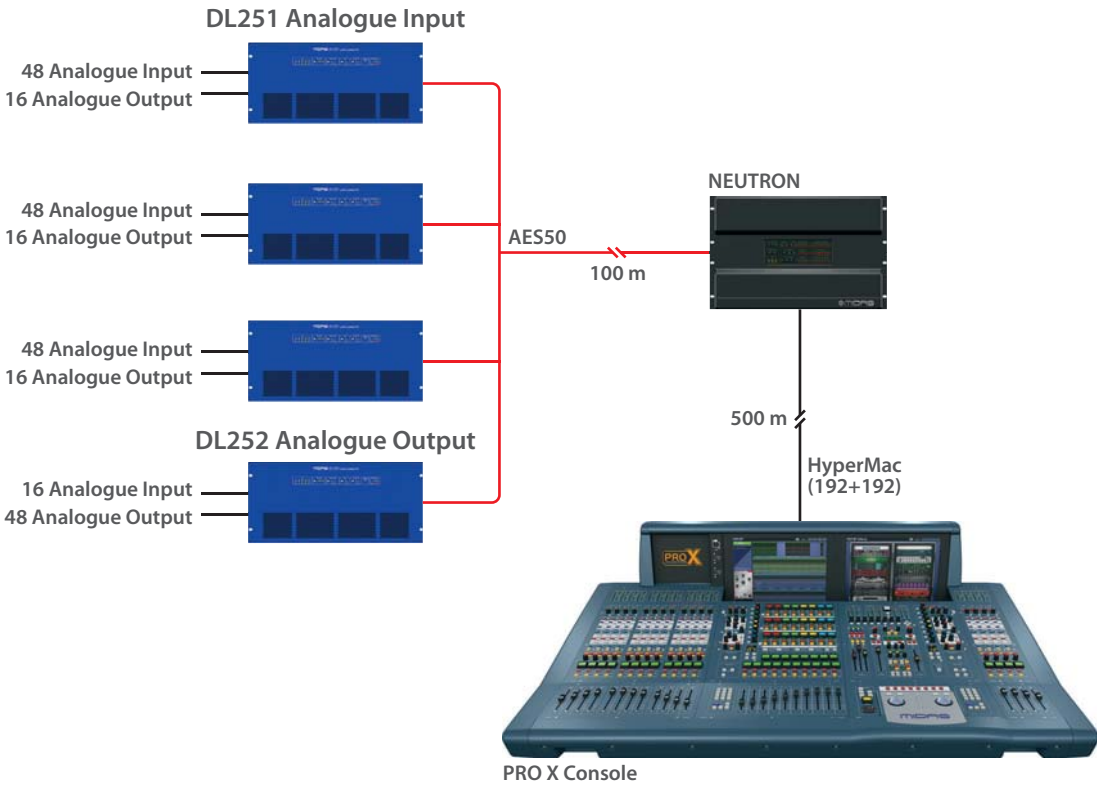 DL251 Analogue Input
48 Analogue Input
16 Analogue Output
48 Analogue Input
16 Analogue Output
NEUTRON
AES50
100 m
MIDAS
48 Analogue Input
16 Analogue Output
500 m
DL252 Analogue Output
HyperMac
(192+192)
16 Analogue Input
48 Analogue Output
PRO X
MIDAS
PRO X Console